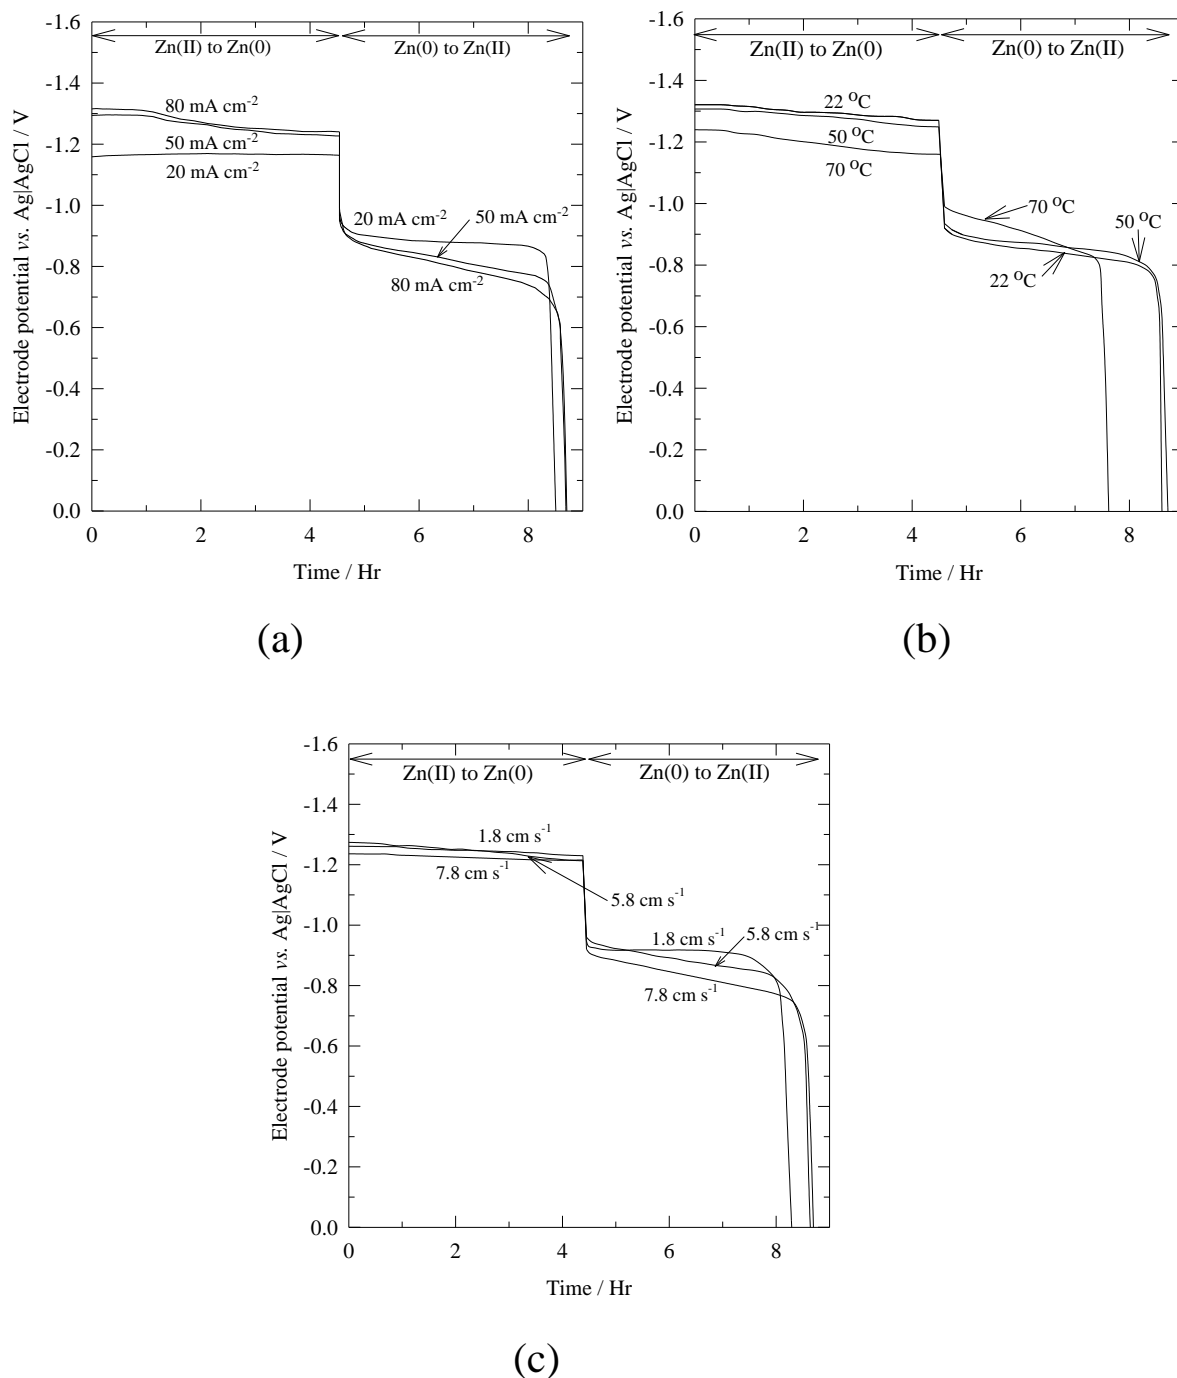 Electrode potential vs. Ag|AgCl / V
-1.6
-1.4
-1.2
-1.0
-0.8
-0.6
-0.4
-0.2
0.0
Zn(II) to Zn(0)
Zn(0) to Zn(II)
80 mA cm-2
50 mA cm-2
20 mA cm-2
20 mA cm-2
50 mA cm-2
80 mA cm-2
0 2 4 6 8
Time / Hr
(a)
Electrode potential vs. Ag|AgCl / V
-1.6
-1.4
-1.2
-1.0
-0.8
-0.6
-0.4
-0.2
0.0
Zn(II) to Zn(0)
Zn(0) to Zn(II)
22 °C
50 °C
70 °C
70 °C
50 °C
22 °C
0 2 4 6 8
Time / Hr
(b)
Electrode potential vs. Ag|AgCl / V
-1.6
-1.4
-1.2
-1.0
-0.8
-0.6
-0.4
-0.2
0.0
Zn(II) to Zn(0)
Zn(0) to Zn(II)
1.8 cm s-1
7.8 cm s-1
5.8 cm s-1
1.8 cm s-1
5.8 cm s-1
7.8 cm s-1
0 2 4 6 8
Time / Hr
(c)